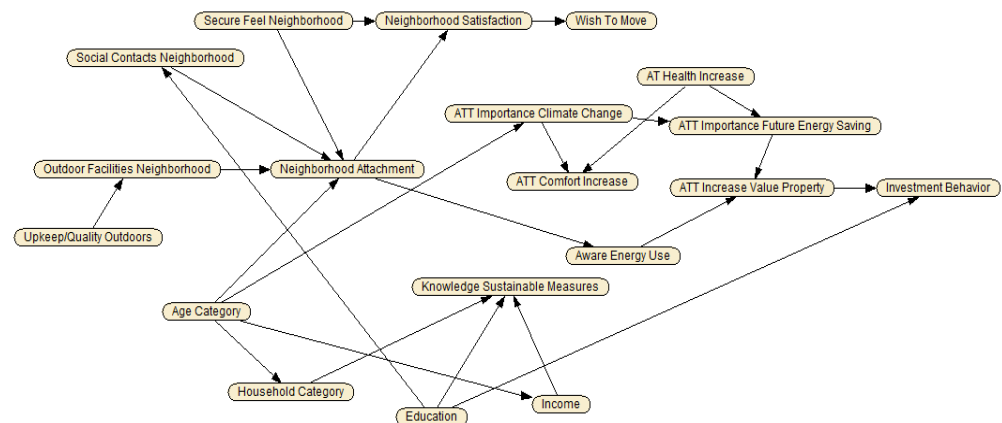 Secure Feel Neighborhood
Neighborhood Satisfaction
Wish To Move
Social Contacts Neighborhood
AT Health Increase
ATT Importance Climate Change
ATT Importance Future Energy Saving
Outdoor Facilities Neighborhood
Neighborhood Attachment
ATT Comfort Increase
ATT Increase Value Property
Investment Behavior
Upkeep/Quality Outdoors
Aware Energy Use
Knowledge Sustainable Measures
Age Category
Household Category
Income
Education